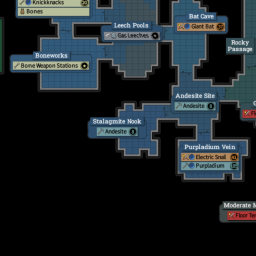 Knickknacks
Bones
Bat Cave
Giant Bat
Leech Pools
Gas Leeches
Rocky
Passage
Boneworks
Bone Weapon Stations
Andesite Site
Andesite
Stalagmite Nook
Andesite
Purpladium Vein
Electric Snail
Purpladium
Moderate